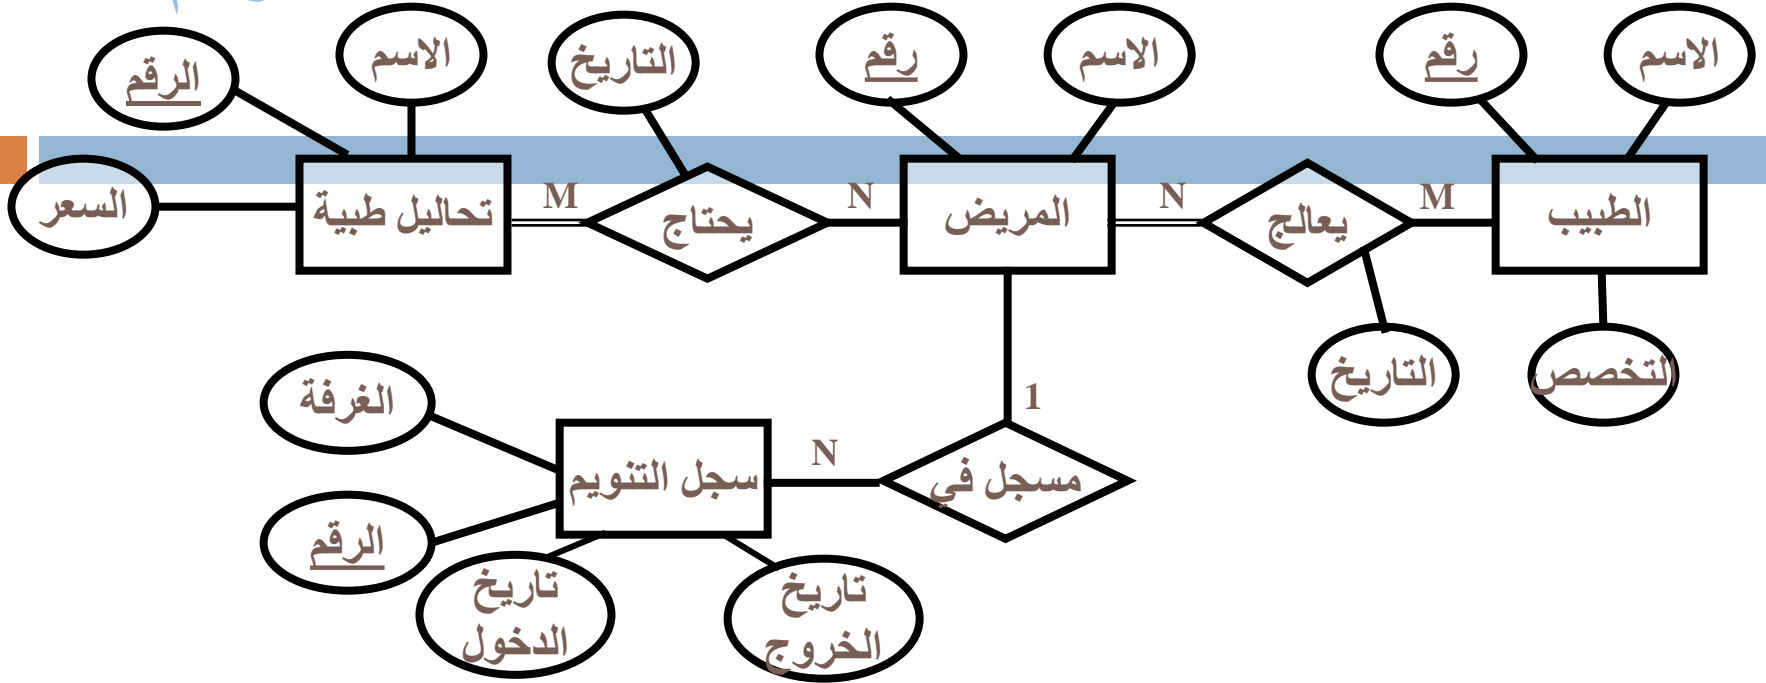 الاسم
رقم
الاسم
رقم
التاريخ
الاسم
الرقم
السعر
تحاليل طبية
M
يحتاج
N
المريض
N
يعالج
M
الطبيب
التاريخ
التخصص
1
مسجل في
N
سجل التنويم
الغرفة
الرقم
تاريخ
الدخول
تاريخ
الخروج